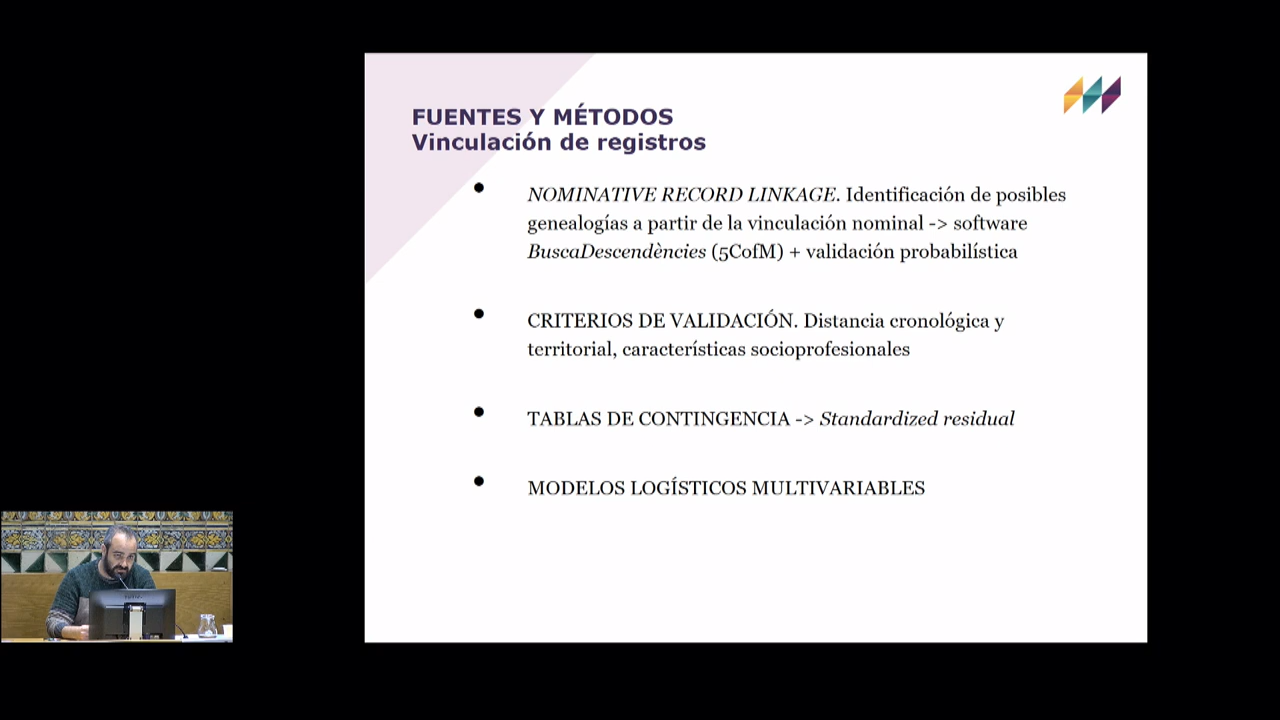 FUENTES Y MÉTODOS
Vinculación de registros
• NOMINATIVE RECORD LINKAGE. Identificación de posibles
genealogías a partir de la vinculación nominal -> software
BuscaDescendències (5CofM) + validación probabilística
• CRITERIOS DE VALIDACIÓN. Distancia cronológica y
territorial, características socioprofesionales
• TABLAS DE CONTINGENCIA -> Standardized residual
• MODELOS LOGÍSTICOS MULTIVARIABLES